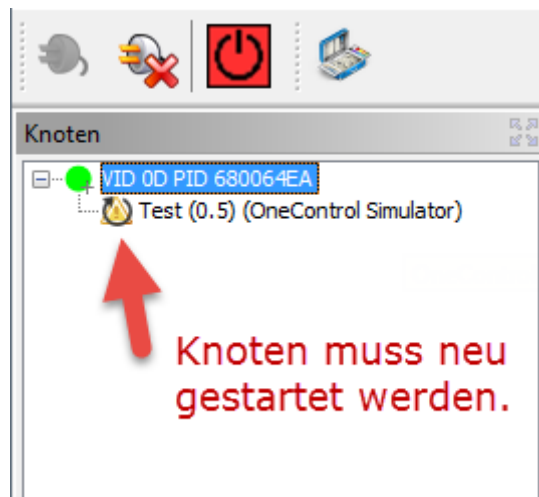 Knoten
VID 0D PID 680064EA
Test (0.5) (OneControl Simulator)
Knoten muss neu
gestartet werden.